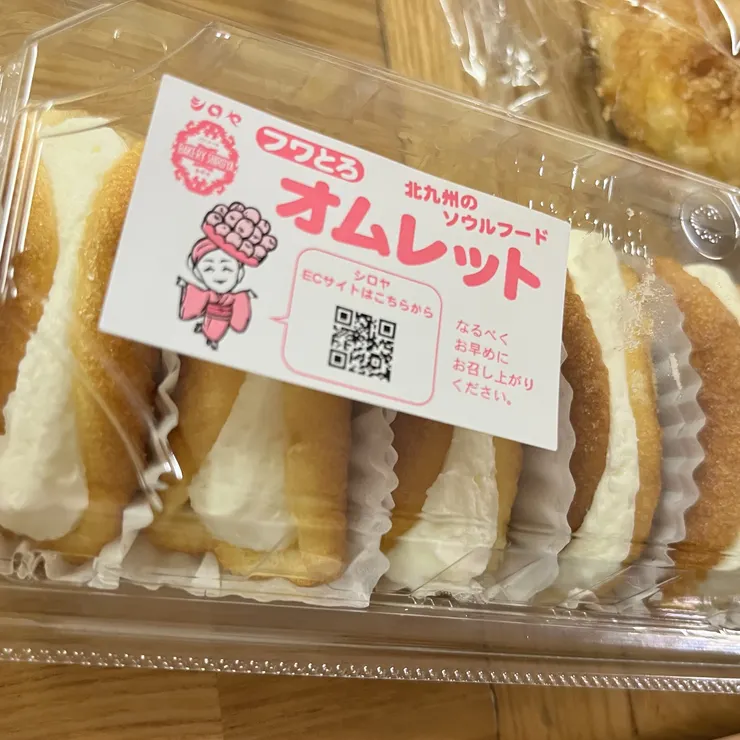 シロヤ
BAKERY SHIROYA
フワとろ
オムレット
北九州の
ソウルフード
シロヤ
ECサイトはこちらから
なるべく
お早めに
お召し上がり
ください。